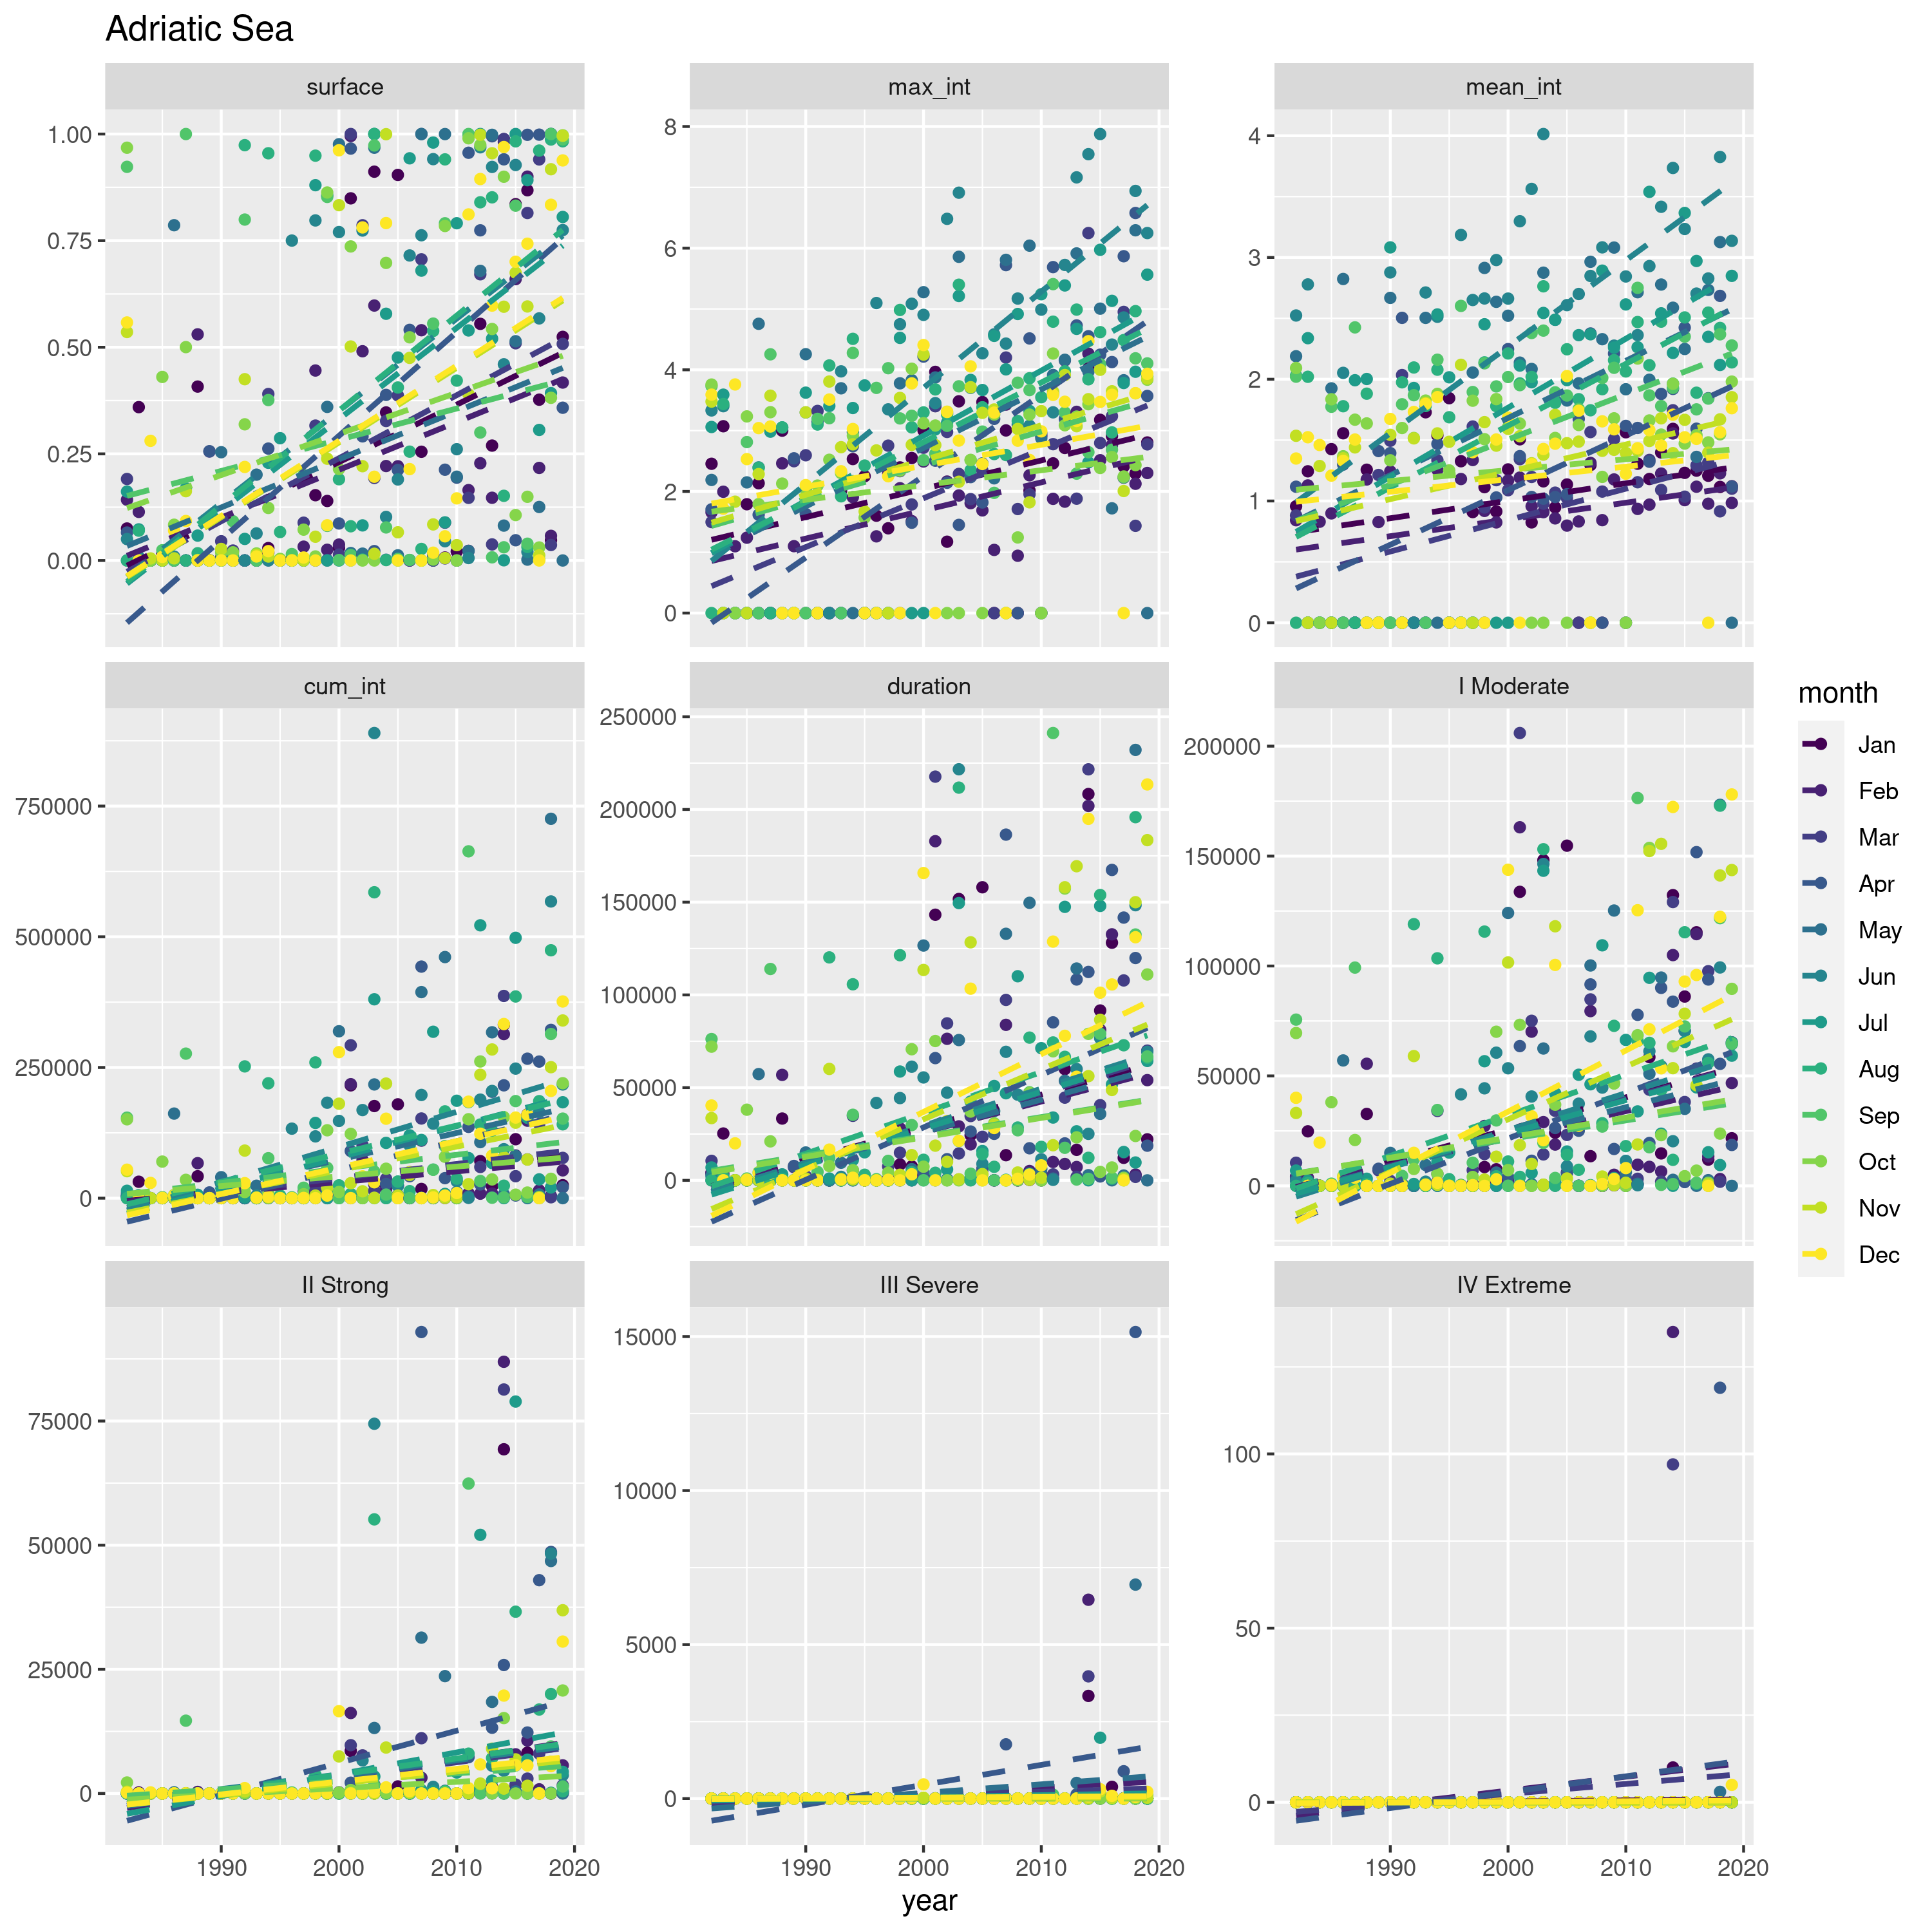 Adriatic Sea
surface
max_int
mean_int
1.00
0.75
0.50
0.25
0.00
8
6
4
2
0
4
3
2
1
0
cum_int
duration
I Moderate
750000
500000
250000
0
250000
200000
150000
100000
50000
0
200000
150000
100000
50000
0
month
Jan
Feb
Mar
Apr
May
Jun
Jul
Aug
Sep
Oct
Nov
Dec
II Strong
III Severe
IV Extreme
75000
50000
25000
0
15000
10000
5000
0
100
50
0
1990 2000 2010 2020
1990 2000 2010 2020
1990 2000 2010 2020
year